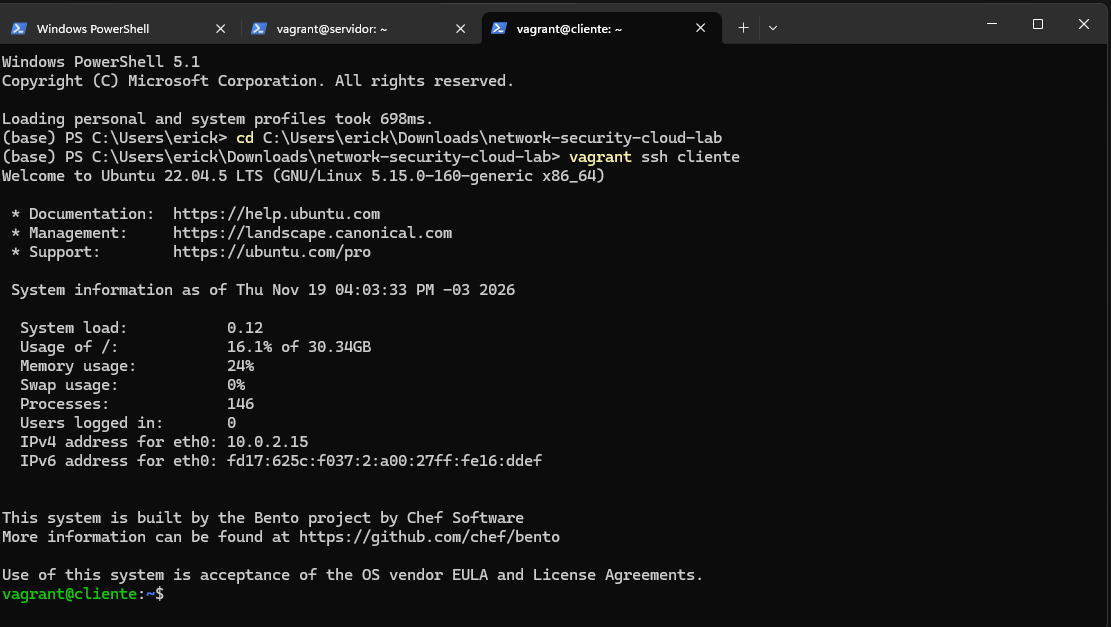 Windows PowerShell
vagrant@servidor: ~
vagrant@cliente: ~
Windows PowerShell 5.1
Copyright (C) Microsoft Corporation. All rights reserved.
Loading personal and system profiles took 698ms.
(base) PS C:\Users\erick> cd C:\Users\erick\Downloads\network-security-cloud-lab
(base) PS C:\Users\erick\Downloads\network-security-cloud-lab> vagrant ssh cliente
Welcome to Ubuntu 22.04.5 LTS (GNU/Linux 5.15.0-160-generic x86_64)
* Documentation:  https://help.ubuntu.com
* Management:     https://landscape.canonical.com
* Support:        https://ubuntu.com/pro
System information as of Thu Nov 19 04:03:33 PM -03 2026
System load:           0.12
Usage of /:            16.1% of 30.34GB
Memory usage:          24%
Swap usage:            0%
Processes:             146
Users logged in:       0
IPv4 address for eth0: 10.0.2.15
IPv6 address for eth0: fd17:625c:f037:2:a00:27ff:fe16:ddef
This system is built by the Bento project by Chef Software
More information can be found at https://github.com/chef/bento
Use of this system is acceptance of the OS vendor EULA and License Agreements.
vagrant@cliente:~$